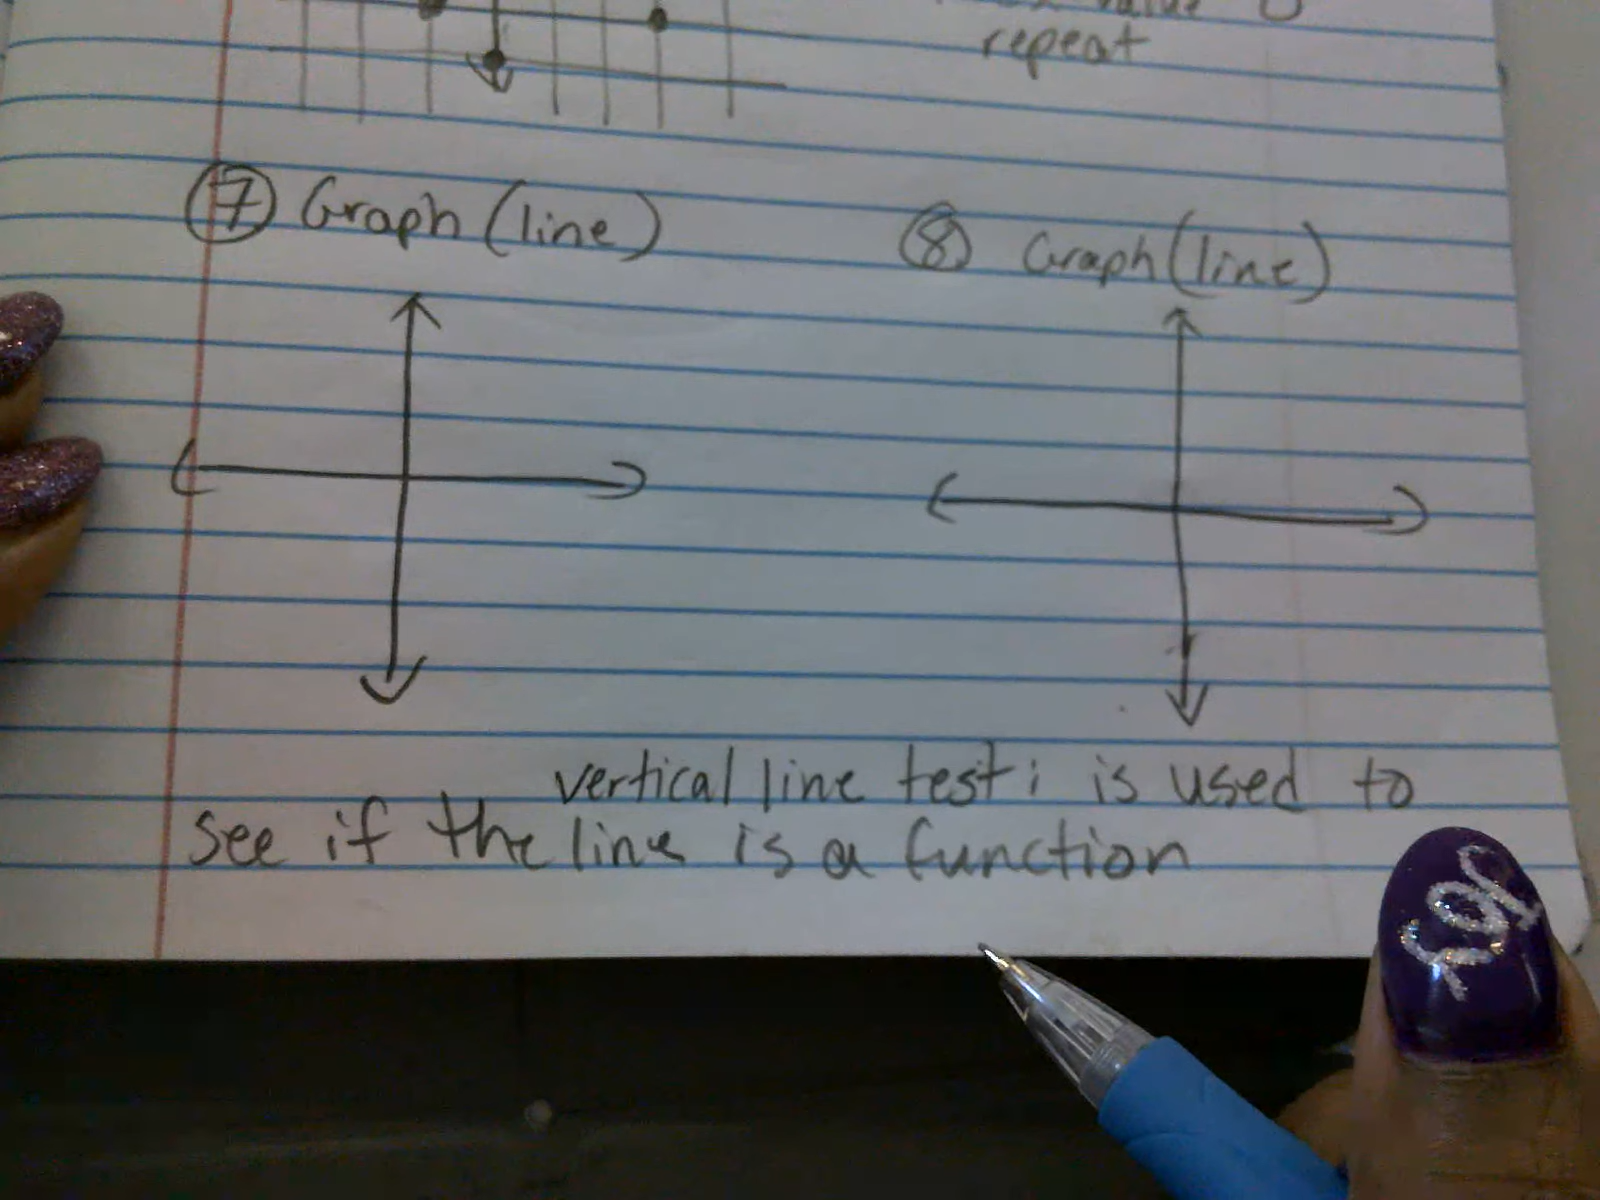 value
repeat
7 Graph (line)
8 Graph (line)
vertical line test: is used to
see if the line is a function